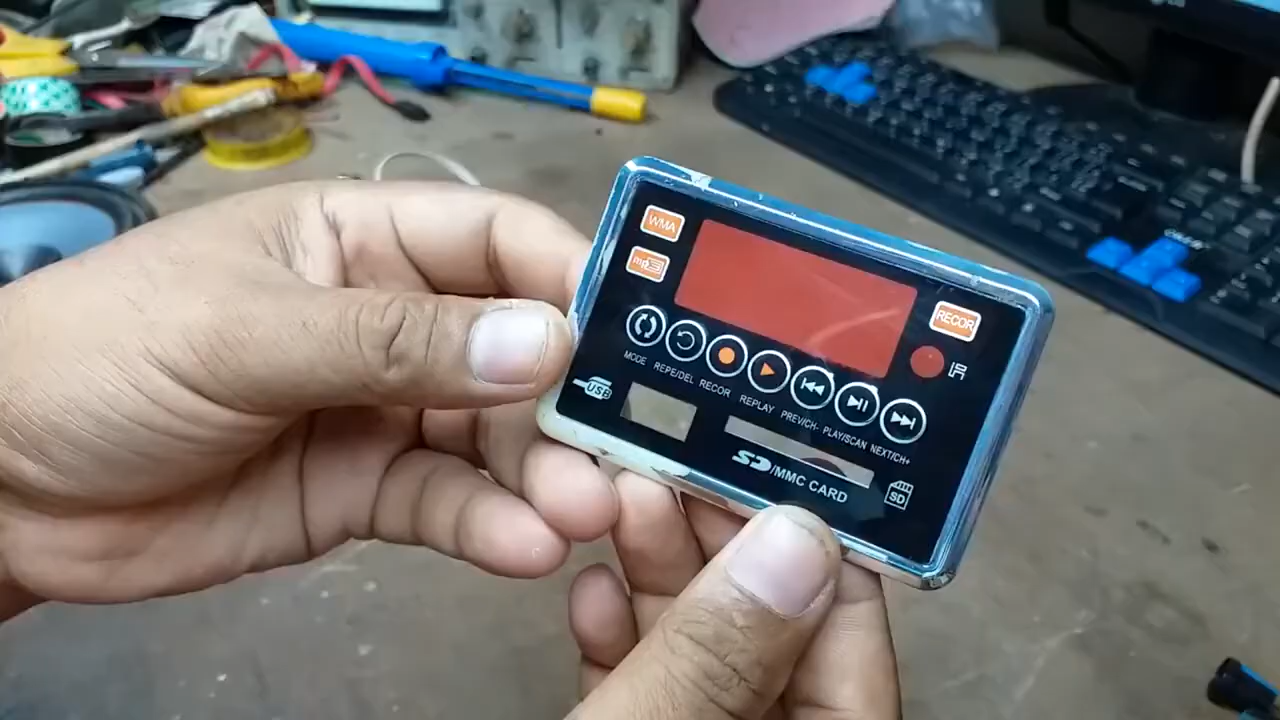 WMA
mp3
RECOR
MODE
REPE/DEL
RECOR
REPLAY
PREV/CH-
PLAY/SCAN
NEXT/CH+
USB
SD/MMC CARD
SD